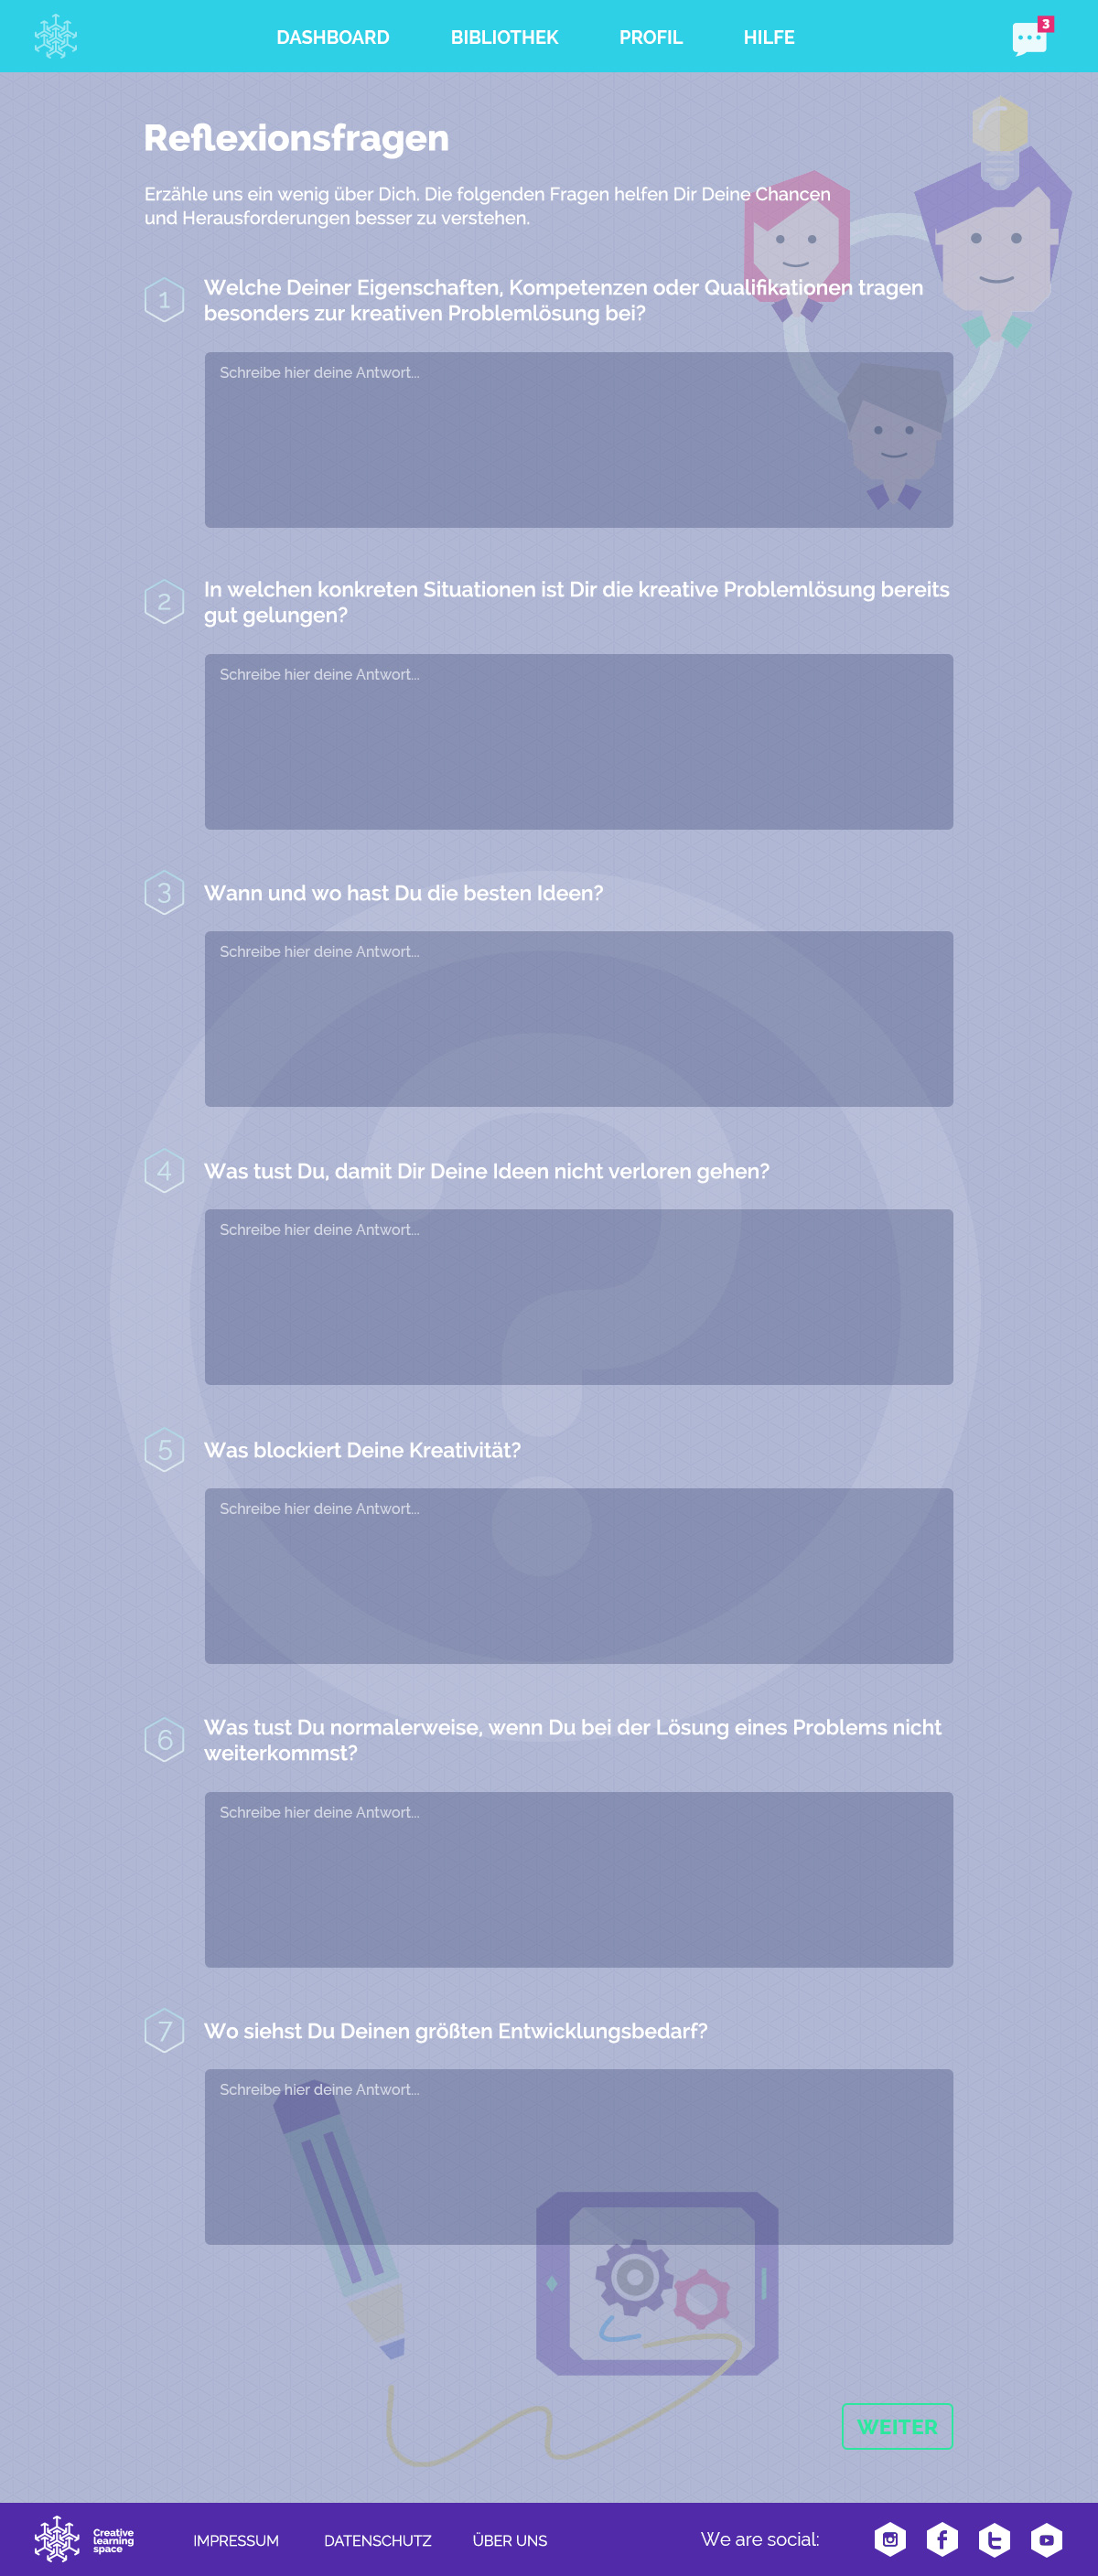 DASHBOARD BIBLIOTHEK PROFIL HILFE 3
Reflexionsfragen
Erzähle uns ein wenig über Dich. Die folgenden Fragen helfen Dir Deine Chancen
und Herausforderungen besser zu verstehen.
1 Welche Deiner Eigenschaften, Kompetenzen oder Qualifikationen tragen
besonders zur kreativen Problemlösung bei?
Schreibe hier deine Antwort...
2 In welchen konkreten Situationen ist Dir die kreative Problemlösung bereits
gut gelungen?
Schreibe hier deine Antwort...
3 Wann und wo hast Du die besten Ideen?
Schreibe hier deine Antwort...
4 Was tust Du, damit Dir Deine Ideen nicht verloren gehen?
Schreibe hier deine Antwort...
5 Was blockiert Deine Kreativität?
Schreibe hier deine Antwort...
6 Was tust Du normalerweise, wenn Du bei der Lösung eines Problems nicht
weiterkommst?
Schreibe hier deine Antwort...
7 Wo siehst Du Deinen größten Entwicklungsbedarf?
Schreibe hier deine Antwort...
WEITER
Creative
learning
space
IMPRESSUM DATENSCHUTZ ÜBER UNS We are social: